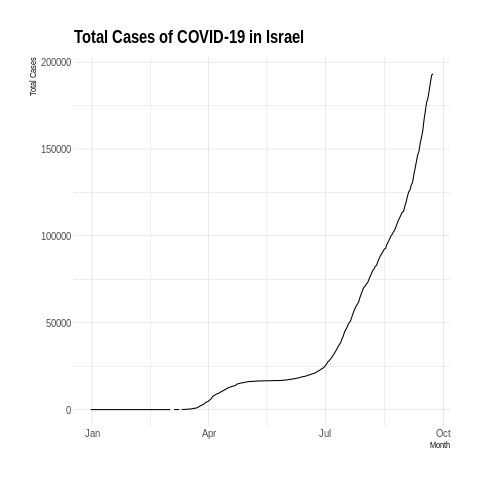 Total Cases of COVID-19 in Israel
Total Cases
200000
150000
100000
50000
0
Jan Apr Jul Oct
Month